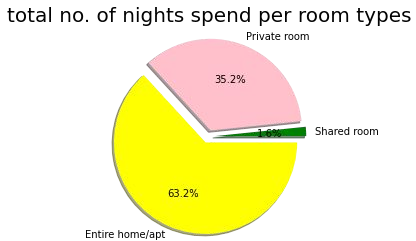 total no. of nights spend per room types
Private room
35.2%
1.6%
Shared room
63.2%
Entire home/apt